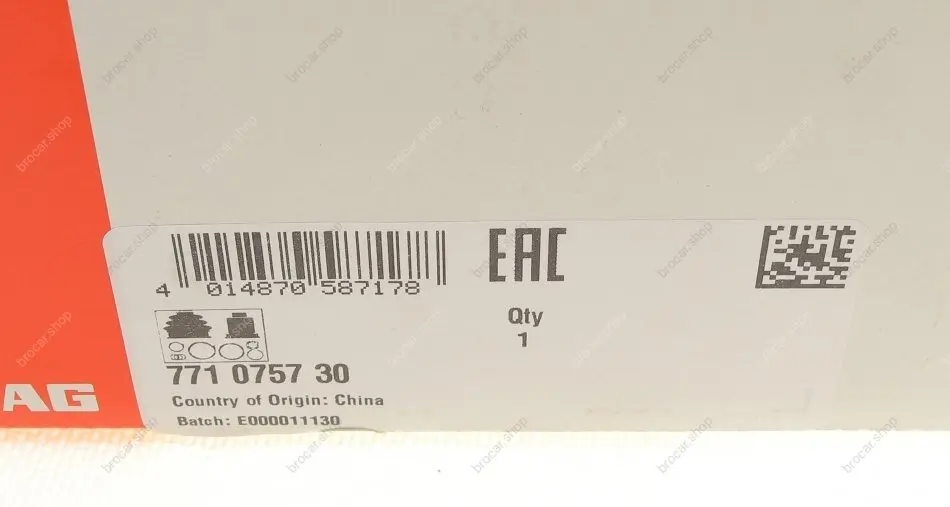 4 014870 587178
EAC
Qty
1
771 0757 30
Country of Origin: China
Batch: E000011130
AG
brocar.shop